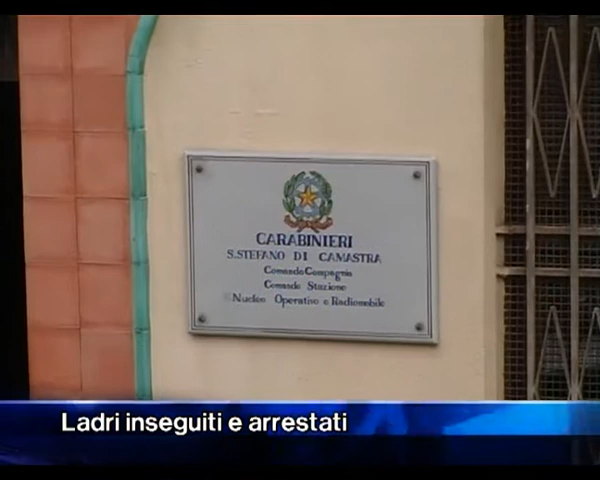 CARABINIERI
S.STEFANO DI CAMASTRA
Comando Compagnia
Comando Stazione
Nucleo Operativo e Radiomobile
Ladri inseguiti e arrestati